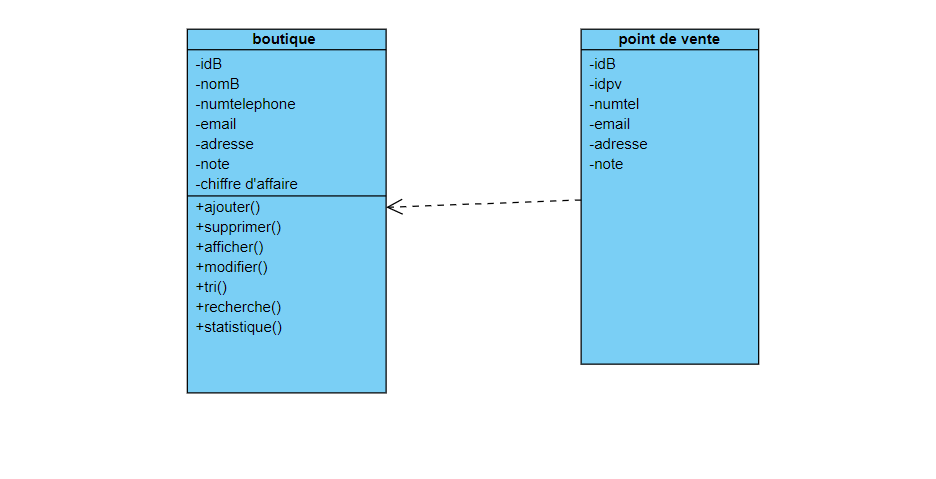 boutique
-idB
-nomB
-numtelephone
-email
-adresse
-note
-chiffre d'affaire
+ajouter()
+supprimer()
+afficher()
+modifier()
+tri()
+recherche()
+statistique()
point de vente
-idB
-idpv
-numtel
-email
-adresse
-note